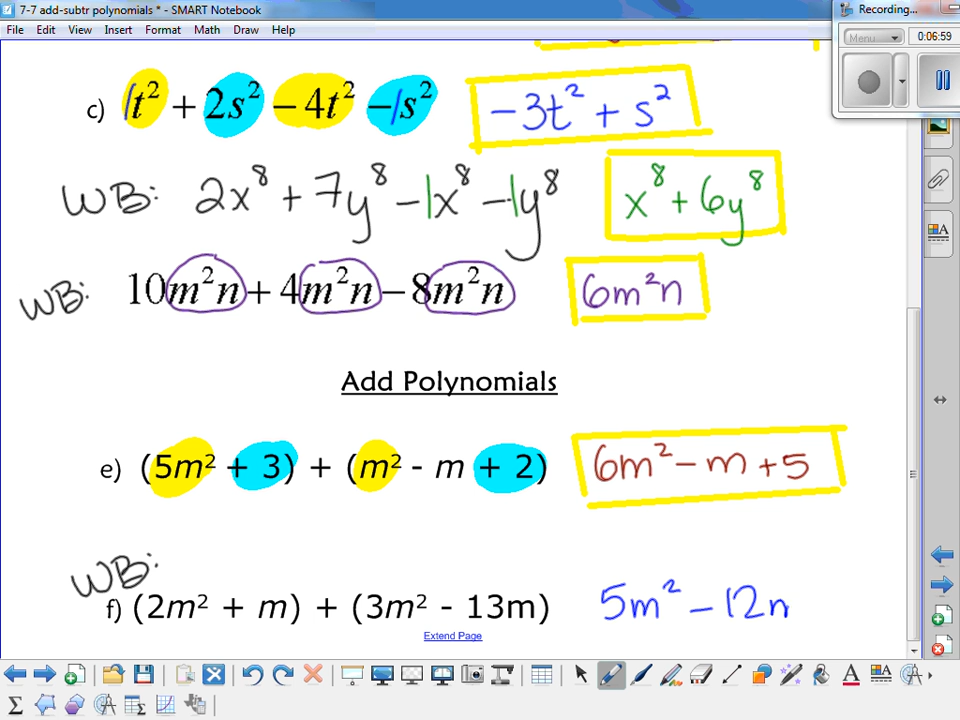 7-7 add-subtr polynomials * - SMART Notebook
Recording...
File Edit View Insert Format Math Draw Help
Menu
0:06:59
c) 1t² + 2s² − 4t² − 1s² −3t² + s²
WB: 2x⁸ + 7y⁸ − 1x⁸ − 1y⁸ x⁸ + 6y⁸
WB: 10m²n + 4m²n − 8m²n 6m²n
Add Polynomials
e) (5m² + 3) + (m² - m + 2) 6m² − m + 5
WB:
f) (2m² + m) + (3m² - 13m) 5m² − 12
Extend Page